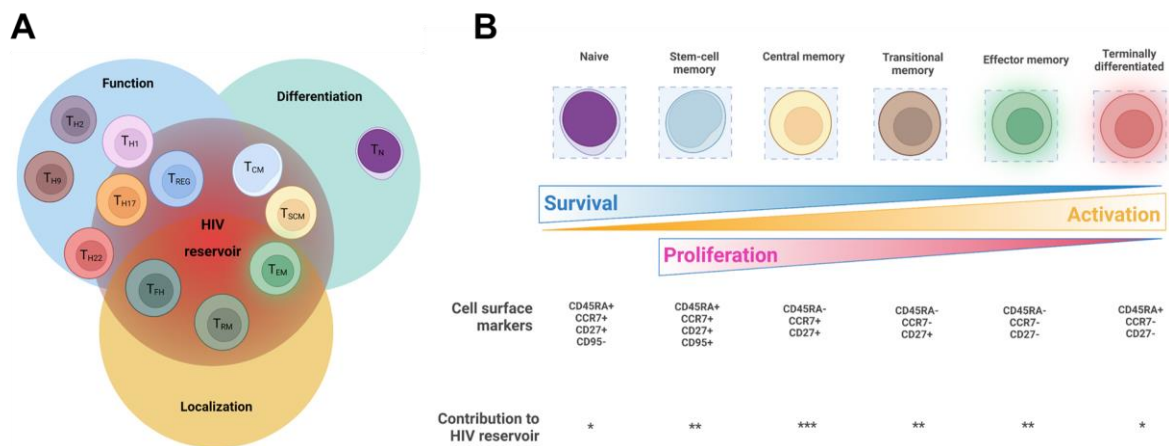 A
Function
Differentiation
TH2
TH1
TN
TH9
TREG
TCM
TH17
HIV
reservoir
TSCM
TH22
TFH
TEM
TRM
Localization
B
Naive
Stem-cell
memory
Central memory
Transitional memory
Effector memory
Terminally
differentiated
Survival
Activation
Proliferation
Cell surface
markers
CD45RA+
CCR7+
CD27+
CD95-
CD45RA+
CCR7+
CD27+
CD95+
CD45RA-
CCR7+
CD27+
CD45RA-
CCR7-
CD27+
CD45RA-
CCR7-
CD27-
CD45RA+
CCR7-
CD27-
Contribution to
HIV reservoir
*
**
***
**
**
*